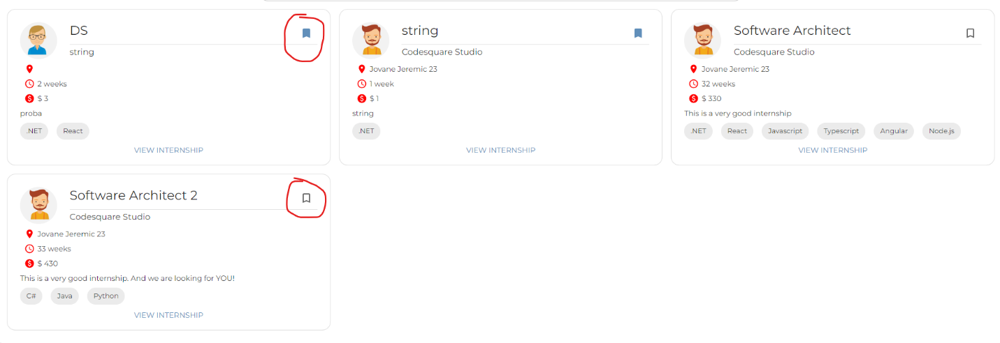 DS
string
2 weeks
$ 3
proba
.NET React
VIEW INTERNSHIP
string
Codesquare Studio
Jovane Jeremic 23
1 week
$ 1
string
.NET
VIEW INTERNSHIP
Software Architect
Codesquare Studio
Jovane Jeremic 23
32 weeks
$ 330
This is a very good internship
.NET React Javascript Typescript Angular Node.js
VIEW INTERNSHIP
Software Architect 2
Codesquare Studio
Jovane Jeremic 23
33 weeks
$ 430
This is a very good internship. And we are looking for YOU!
C# Java Python
VIEW INTERNSHIP